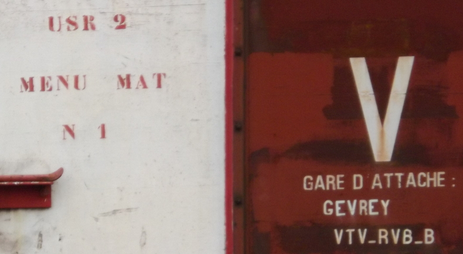 USR 2
MENU MAT
N 1
V
GARE D ATTACHE :
GEVREY
VTV_RVB_B